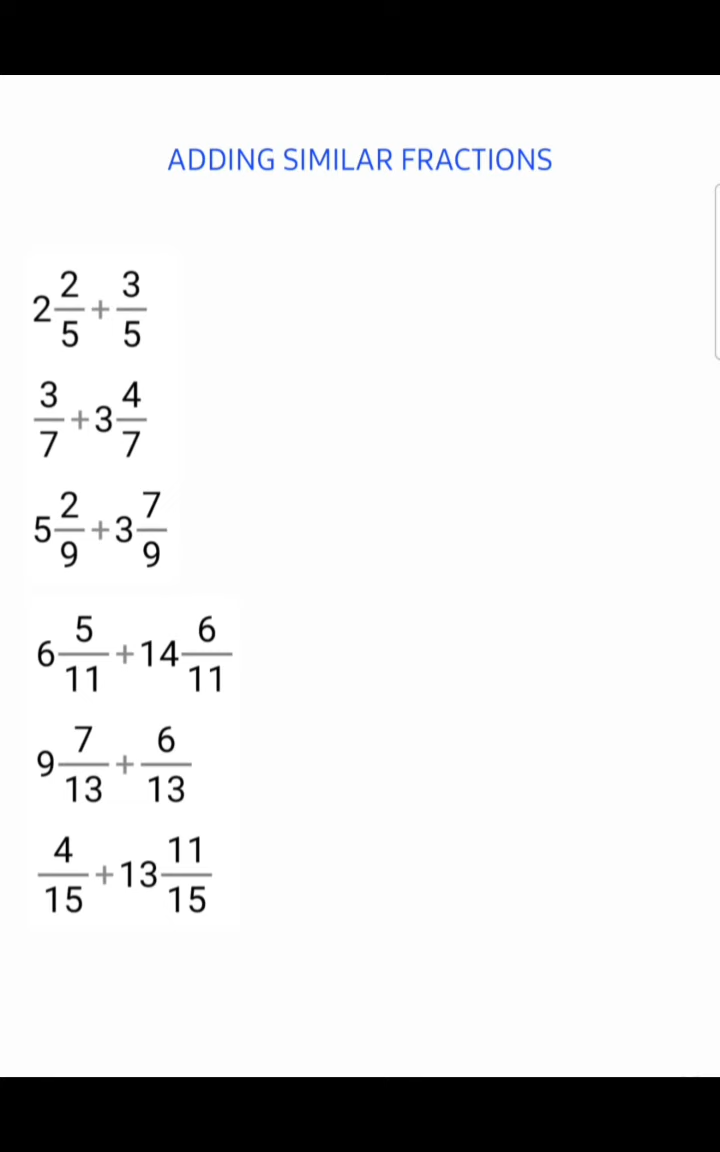 ADDING SIMILAR FRACTIONS
2 2/5 + 3/5
3/7 + 3 4/7
5 2/9 + 3 7/9
6 5/11 + 14 6/11
9 7/13 + 6/13
4/15 + 13 11/15